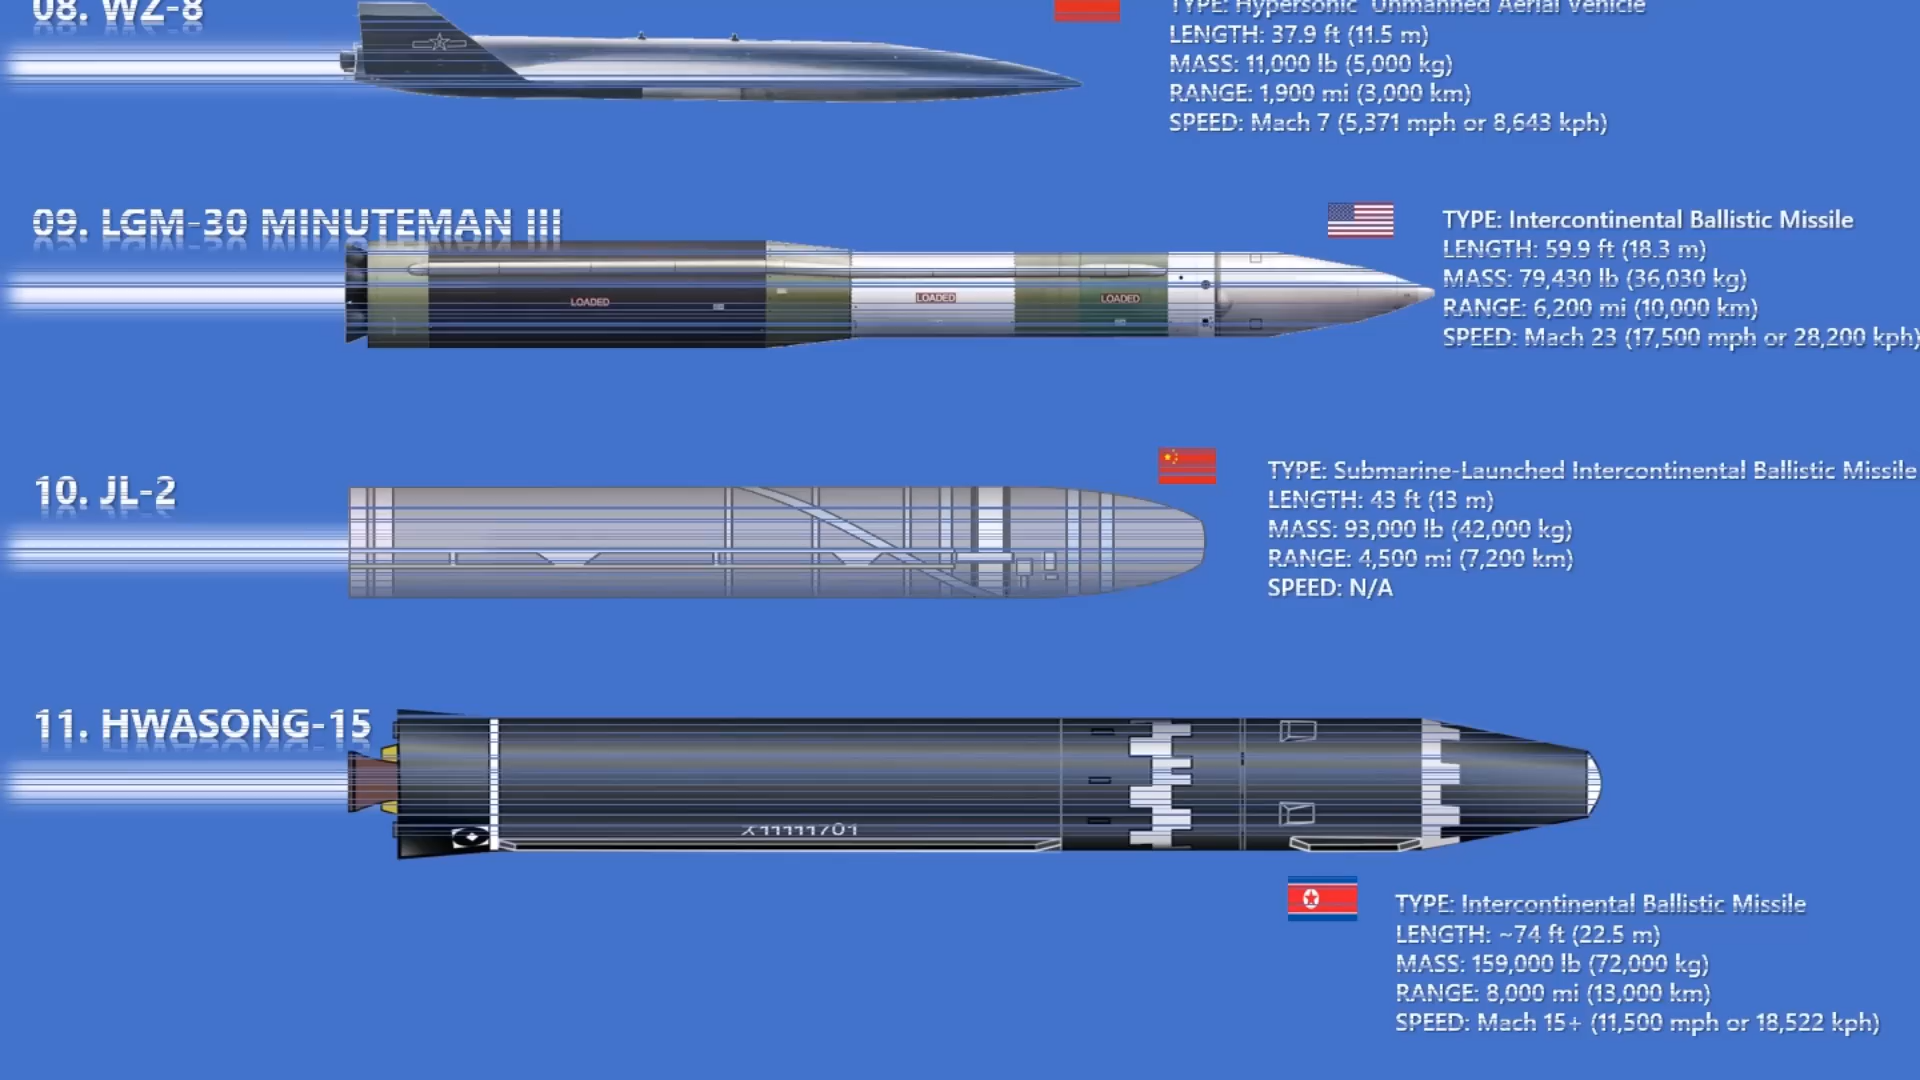 08. WZ-8
TYPE: Hypersonic Unmanned Aerial Vehicle
LENGTH: 37.9 ft (11.5 m)
MASS: 11,000 lb (5,000 kg)
RANGE: 1,900 mi (3,000 km)
SPEED: Mach 7 (5,371 mph or 8,643 kph)
09. LGM-30 MINUTEMAN III
LOADED
LOADED
LOADED
TYPE: Intercontinental Ballistic Missile
LENGTH: 59.9 ft (18.3 m)
MASS: 79,430 lb (36,030 kg)
RANGE: 6,200 mi (10,000 km)
SPEED: Mach 23 (17,500 mph or 28,200 kph)
10. JL-2
TYPE: Submarine-Launched Intercontinental Ballistic Missile
LENGTH: 43 ft (13 m)
MASS: 93,000 lb (42,000 kg)
RANGE: 4,500 mi (7,200 km)
SPEED: N/A
11. HWASONG-15
TYPE: Intercontinental Ballistic Missile
LENGTH: ~74 ft (22.5 m)
MASS: 159,000 lb (72,000 kg)
RANGE: 8,000 mi (13,000 km)
SPEED: Mach 15+ (11,500 mph or 18,522 kph)